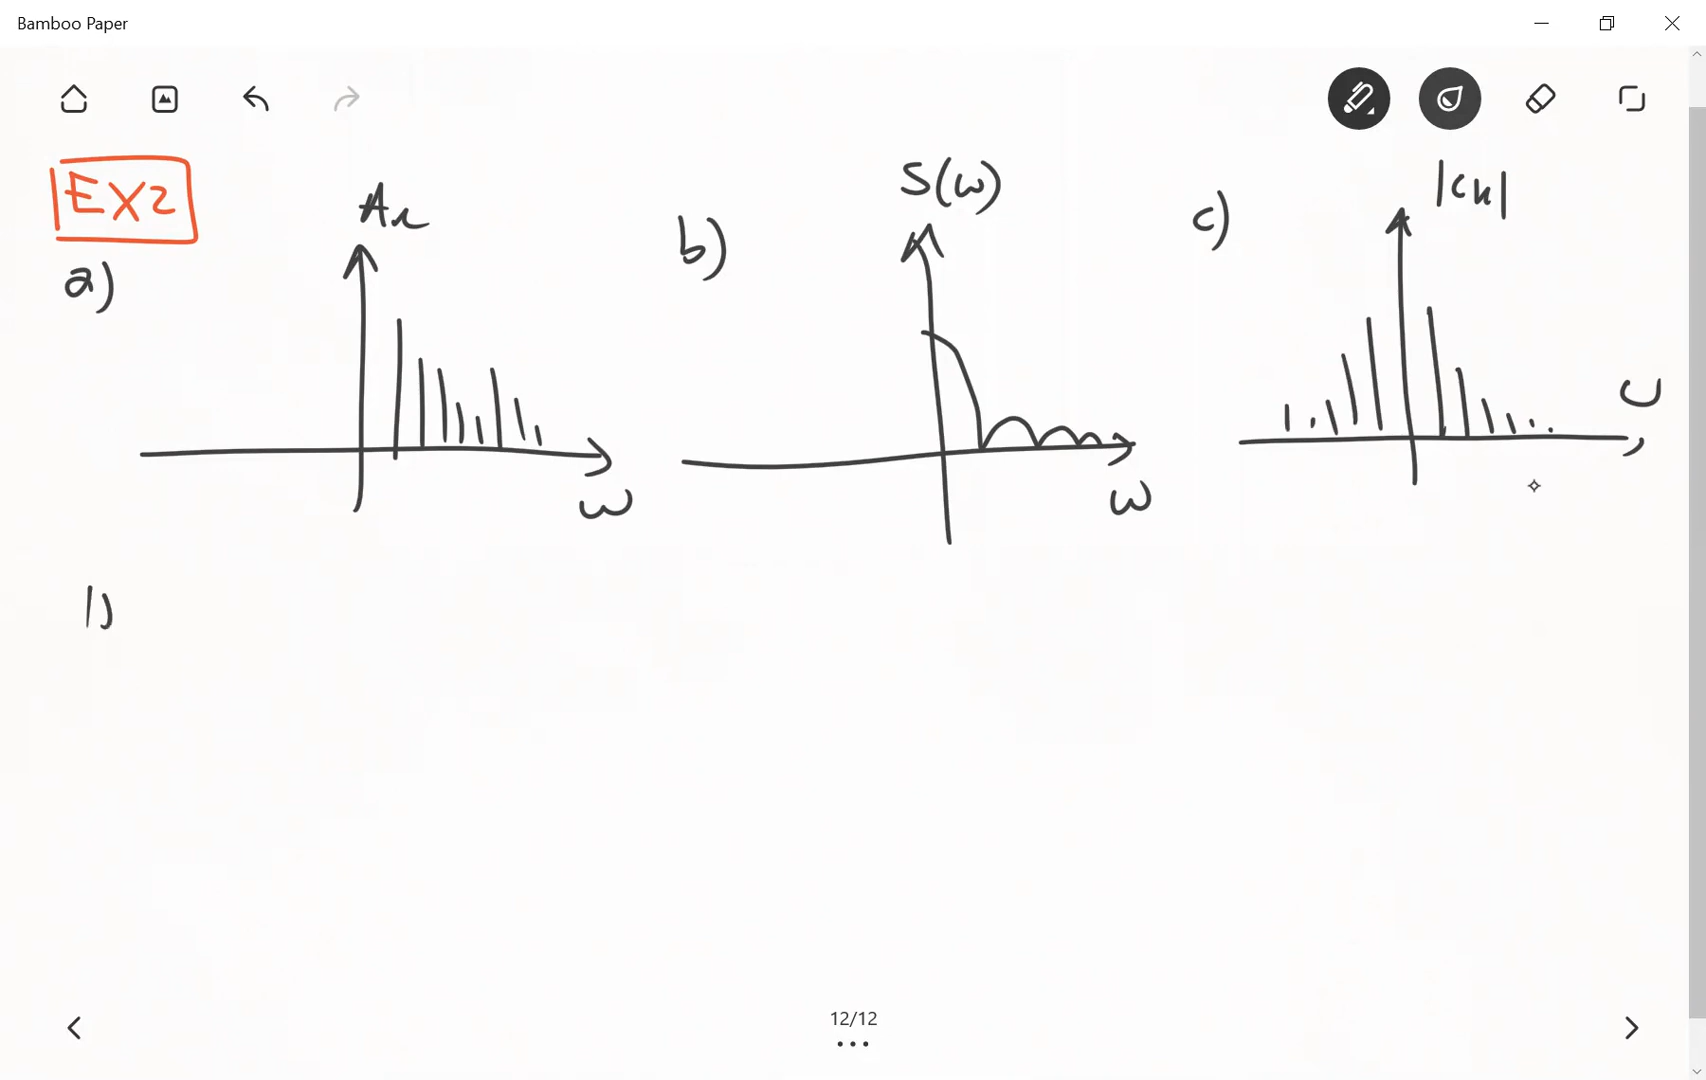 Bamboo Paper
EX2
a)
An
ω
b)
S(ω)
ω
c)
|cn|
ω
1)
12/12